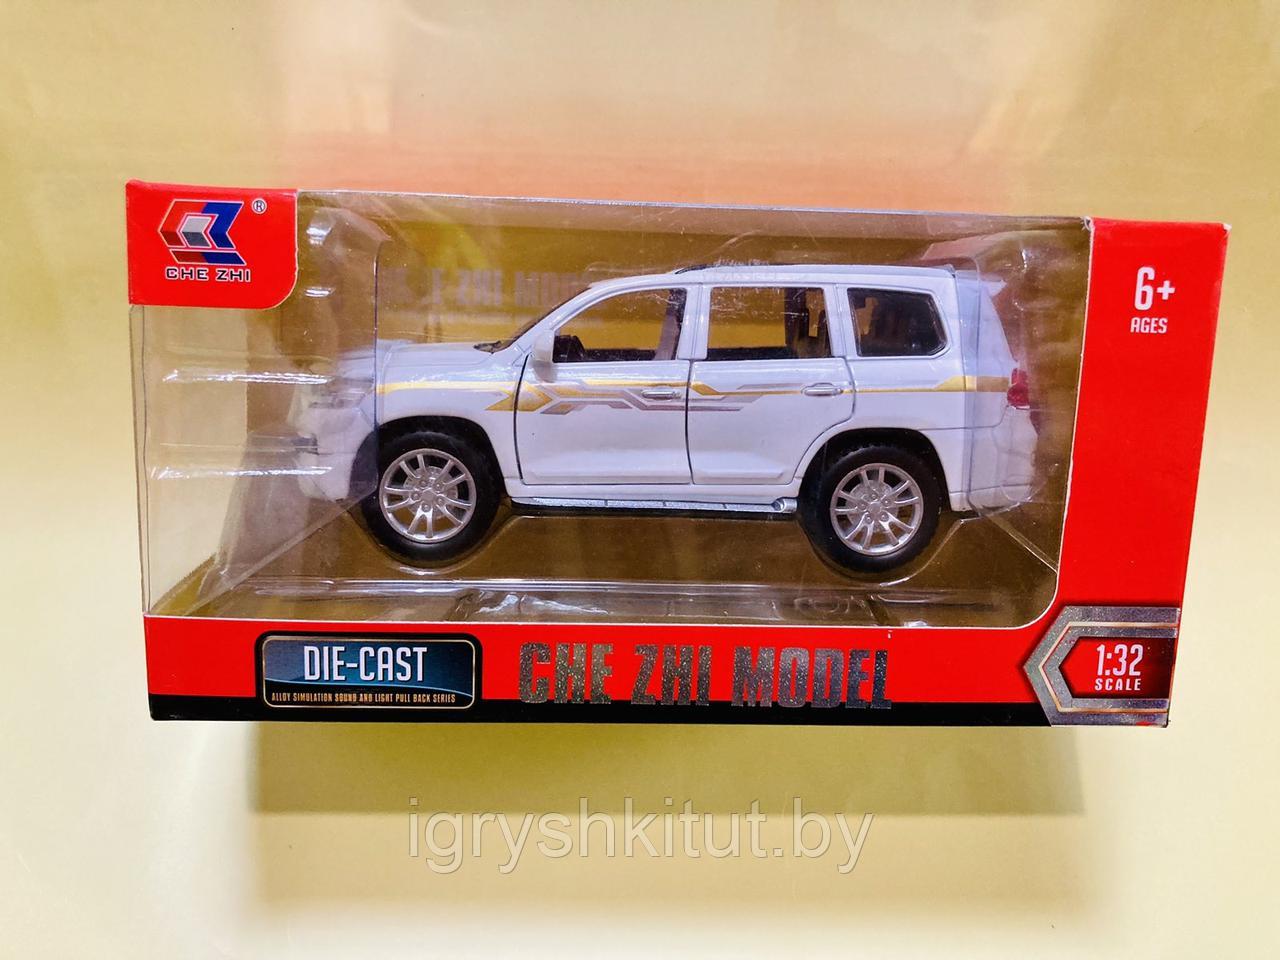 CHE ZHI
®
6+
AGES
DIE-CAST
ALLOY SIMULATION SOUND AND LIGHT PULL BACK SERIES
CHE ZHI MODEL
1:32
SCALE
igryshkitut.by